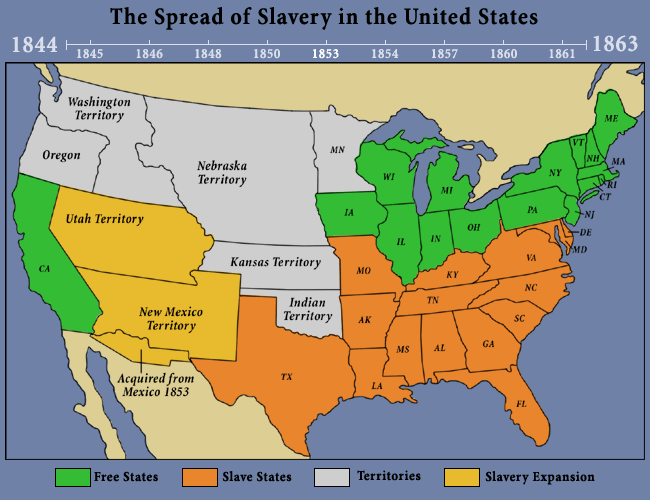 The Spread of Slavery in the United States
1844
1845
1846
1848
1850
1853
1854
1857
1860
1861
1863
Washington
Territory
Oregon
Nebraska
Territory
MN
WI
MI
ME
VT
NH
MA
NY
RI
CT
Utah Territory
IA
PA
NJ
IL
IN
OH
DE
MD
CA
Kansas Territory
MO
KY
VA
New Mexico
Territory
Indian
Territory
TN
NC
AK
SC
MS
AL
GA
Acquired from
Mexico 1853
TX
LA
FL
Free States
Slave States
Territories
Slavery Expansion